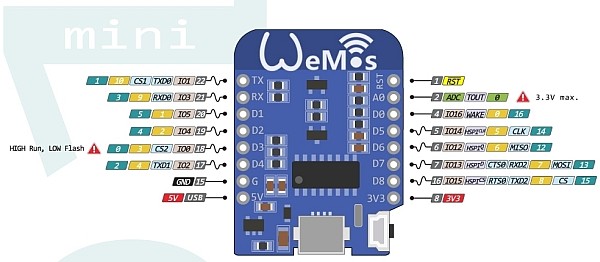 mini
WeMos
1 10 CS1 TXD0 IO1 22 TX
3 9 RXD0 IO3 21 RX
5 1 IO5 20 D1
4 2 IO4 19 D2
HIGH Run, LOW Flash 0 3 CS2 IO0 18 D3
2 4 TXD1 IO2 17 D4
GND 15 G
5V USB 5V
RST 1 RST
A0 2 ADC TOUT 0 3.3V max.
D0 4 IO16 WAKE 0 16
D5 5 IO14 HSPI CLK 5 CLK 14
D6 6 IO12 HSPI Q 6 MISO 12
D7 7 IO13 HSPI D CTS0 RXD2 7 MOSI 13
D8 16 IO15 HSPI CS RTS0 TXD2 8 CS 15
3V3 8 3V3